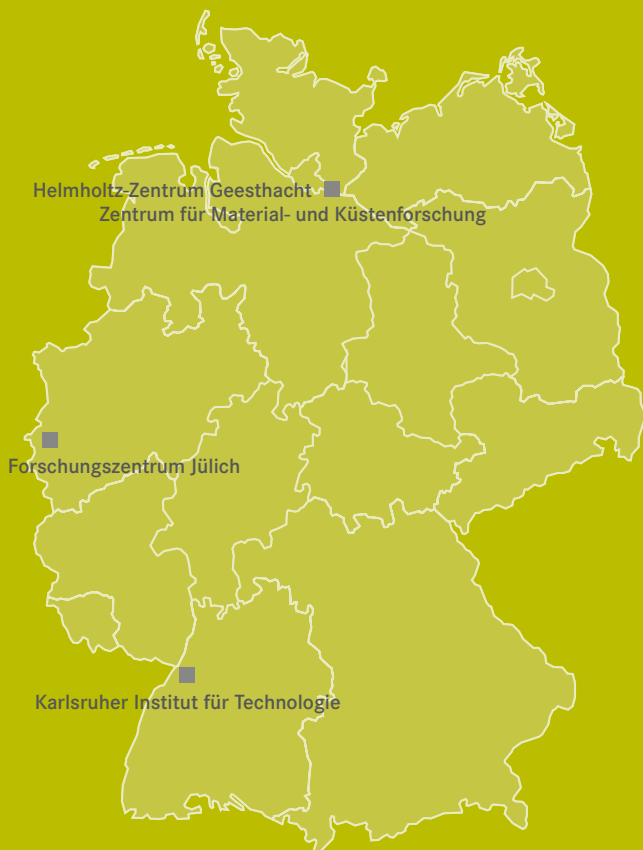 Helmholtz-Zentrum Geesthacht
Zentrum für Material- und Küstenforschung
Forschungszentrum Jülich
Karlsruher Institut für Technologie